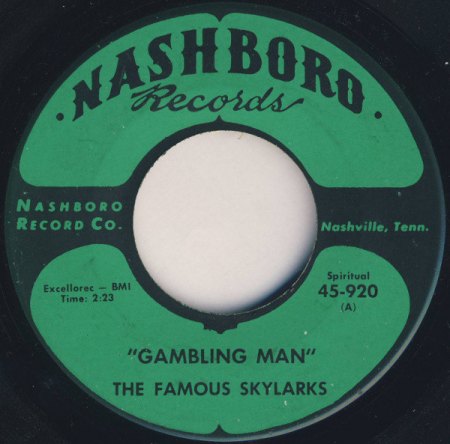 · NASHBORO ·
Records
NASHBORO
RECORD CO.
Nashville, Tenn.
Excellorec — BMI
Time: 2:23
Spiritual
45-920
(A)
"GAMBLING MAN"
THE FAMOUS SKYLARKS